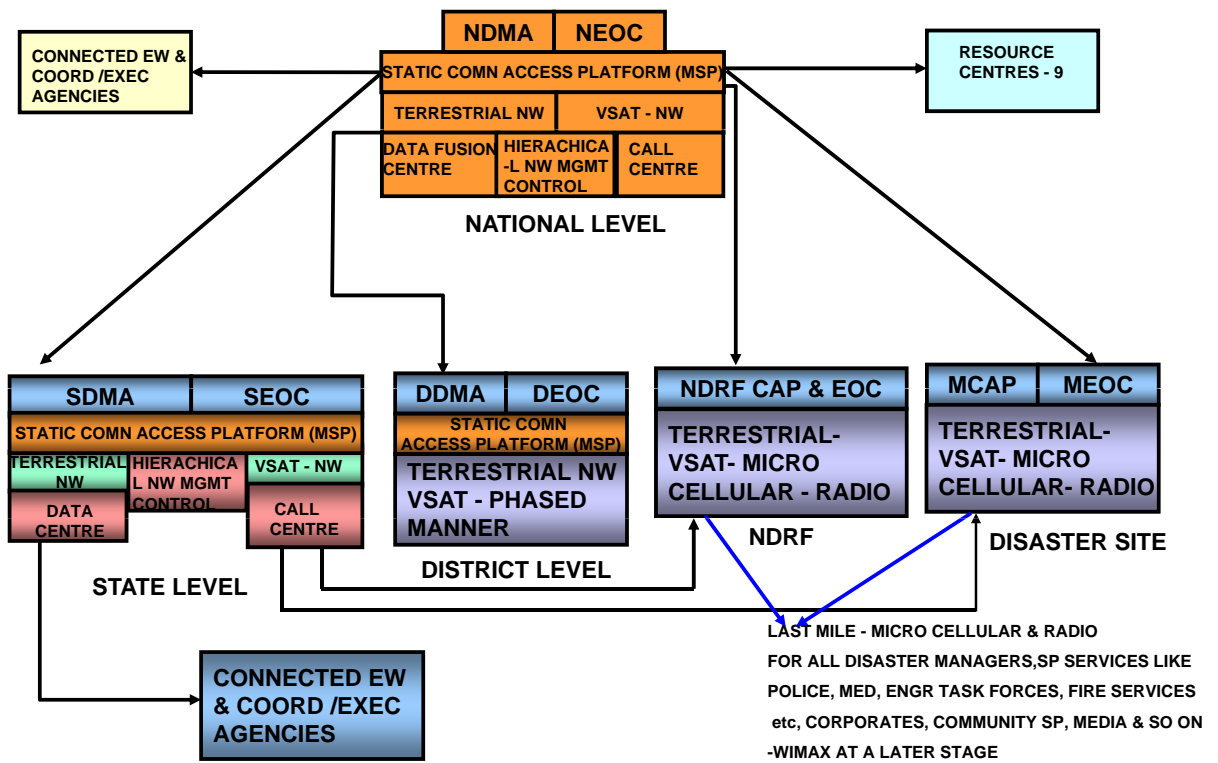 NDMA NEOC
CONNECTED EW &
COORD /EXEC
AGENCIES
STATIC COMN ACCESS PLATFORM (MSP)
RESOURCE
CENTRES - 9
TERRESTRIAL NW VSAT - NW
DATA FUSION
CENTRE
HIERACHICA
-L NW MGMT
CONTROL
CALL
CENTRE
NATIONAL LEVEL
SDMA SEOC
STATIC COMN ACCESS PLATFORM (MSP)
TERRESTRIAL
NW
HIERACHICA
L NW MGMT
CONTROL
VSAT - NW
DATA
CENTRE
CALL
CENTRE
STATE LEVEL
DDMA DEOC
STATIC COMN
ACCESS PLATFORM (MSP)
TERRESTRIAL NW
VSAT - PHASED
MANNER
DISTRICT LEVEL
NDRF CAP & EOC
TERRESTRIAL-
VSAT- MICRO
CELLULAR - RADIO
NDRF
MCAP MEOC
TERRESTRIAL-
VSAT- MICRO
CELLULAR- RADIO
DISASTER SITE
CONNECTED EW
& COORD /EXEC
AGENCIES
LAST MILE - MICRO CELLULAR & RADIO
FOR ALL DISASTER MANAGERS,SP SERVICES LIKE
POLICE, MED, ENGR TASK FORCES, FIRE SERVICES
etc, CORPORATES, COMMUNITY SP, MEDIA & SO ON
-WIMAX AT A LATER STAGE